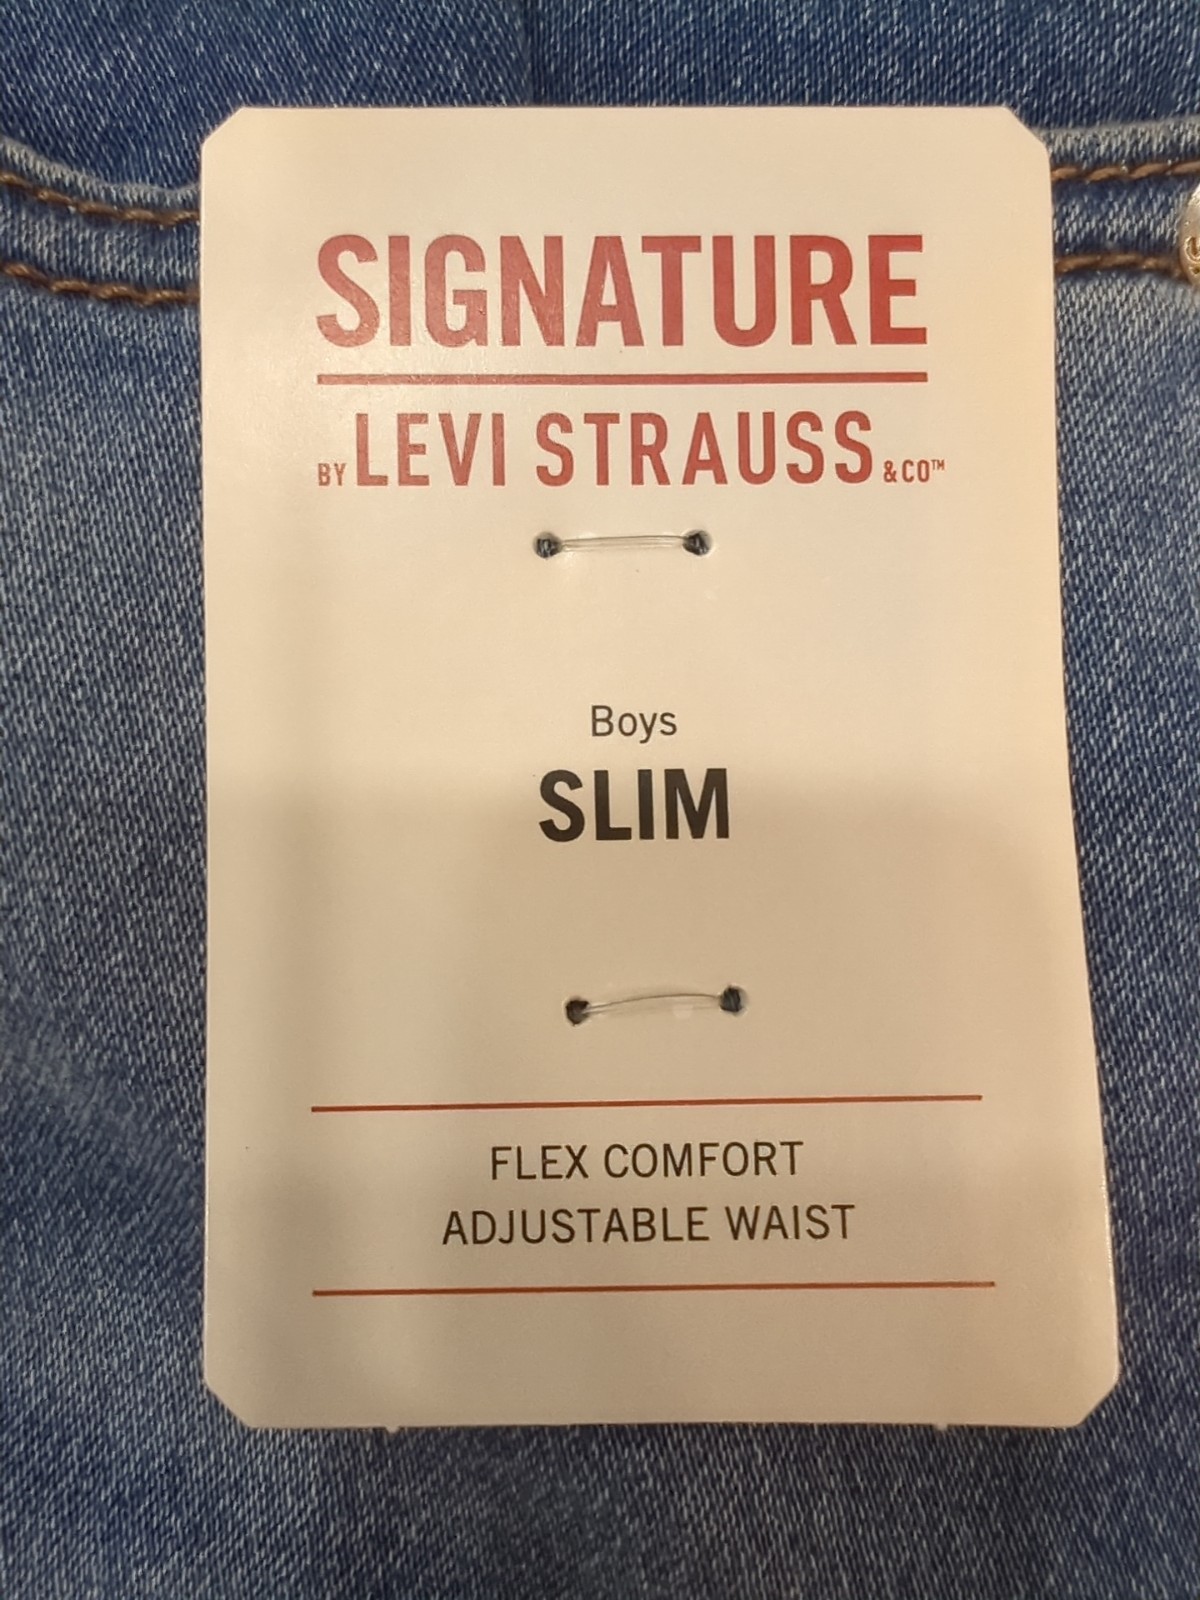 SIGNATURE
BY LEVI STRAUSS & CO™
Boys
SLIM
FLEX COMFORT
ADJUSTABLE WAIST